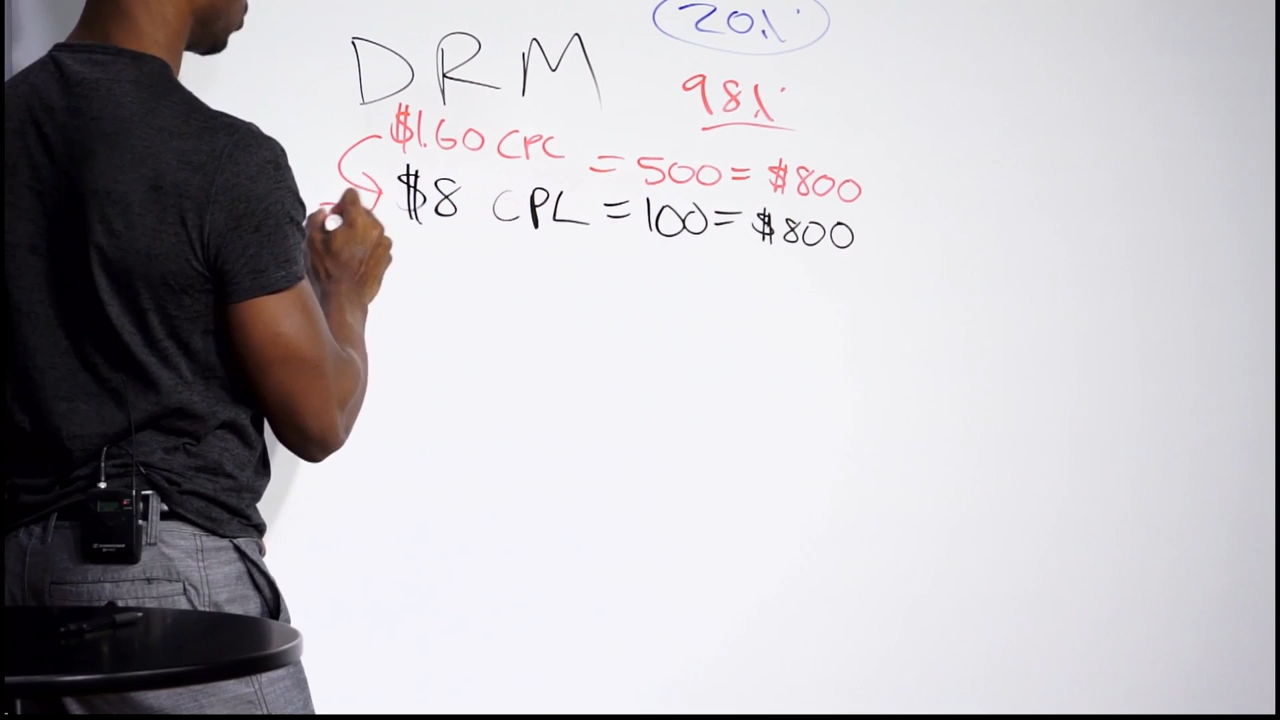 20%
DRM
98%
$1.60 CPC = 500 = $800
$8 CPL = 100 = $800